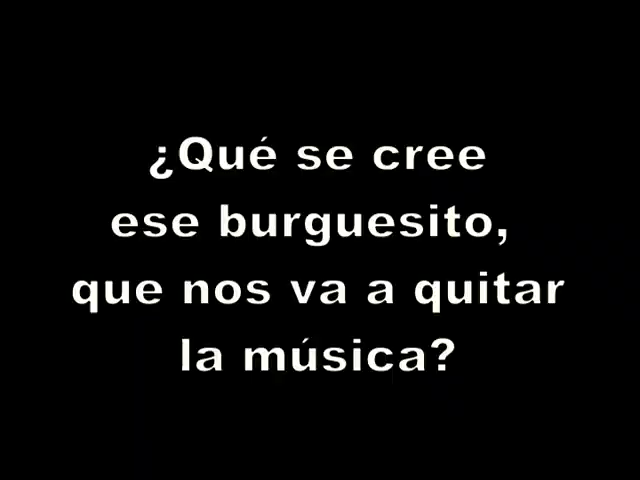 ¿Qué se cree
ese burguesito,
que nos va a quitar
la música?